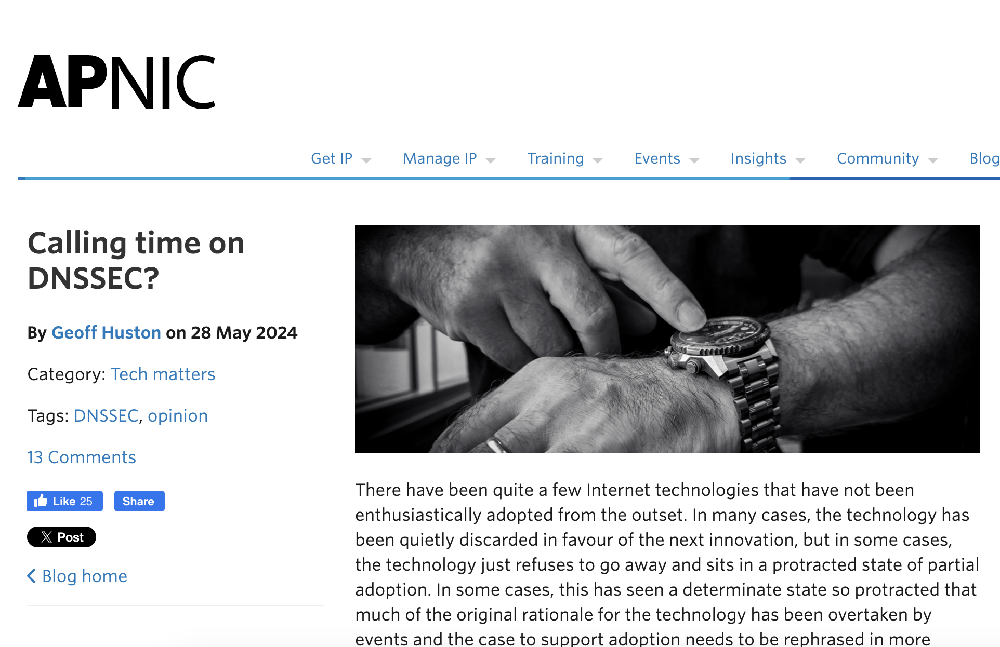 APNIC
Get IP Manage IP Training Events Insights Community Blog
Calling time on
DNSSEC?
By Geoff Huston on 28 May 2024
Category: Tech matters
Tags: DNSSEC, opinion
13 Comments
Like 25 Share
X Post
Blog home
There have been quite a few Internet technologies that have not been
enthusiastically adopted from the outset. In many cases, the technology has
been quietly discarded in favour of the next innovation, but in some cases,
the technology just refuses to go away and sits in a protracted state of partial
adoption. In some cases, this has seen a determinate state so protracted that
much of the original rationale for the technology has been overtaken by
events and the case to support adoption needs to be rephrased in more